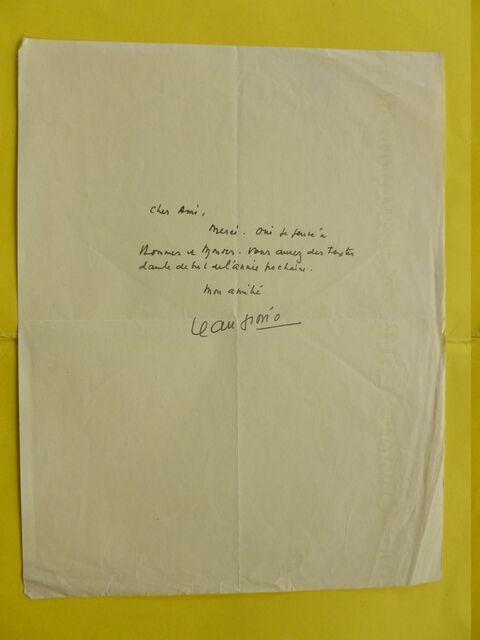 Cher Ami,
Merci. Oui je pense à
Hommes et Mondes. Vous aurez des textes
dans le début de l'année prochaine.
Mon amitié
Jean Giono